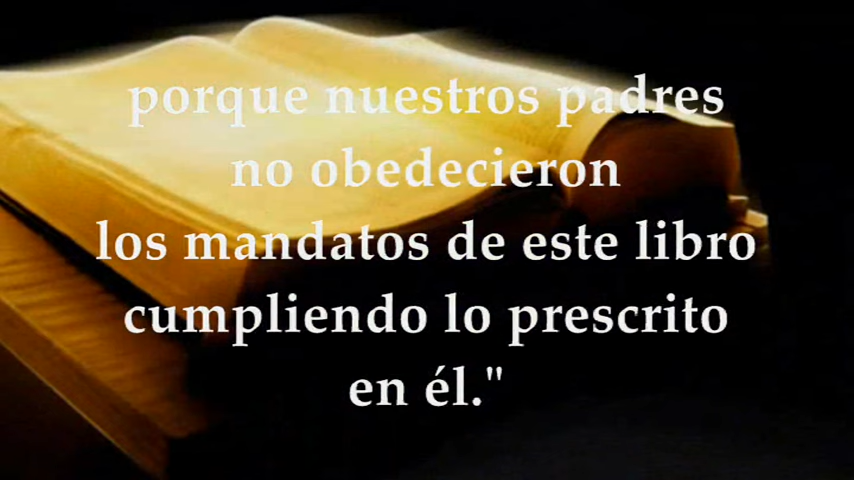 porque nuestros padres
no obedecieron
los mandatos de este libro
cumpliendo lo prescrito
en él."